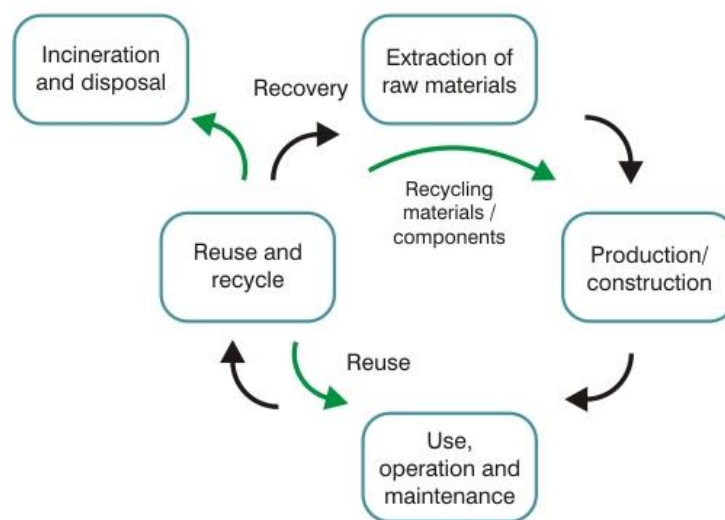 Incineration
and disposal
Recovery
Extraction of
raw materials
Recycling
materials /
components
Reuse and
recycle
Production/
construction
Reuse
Use,
operation and
maintenance